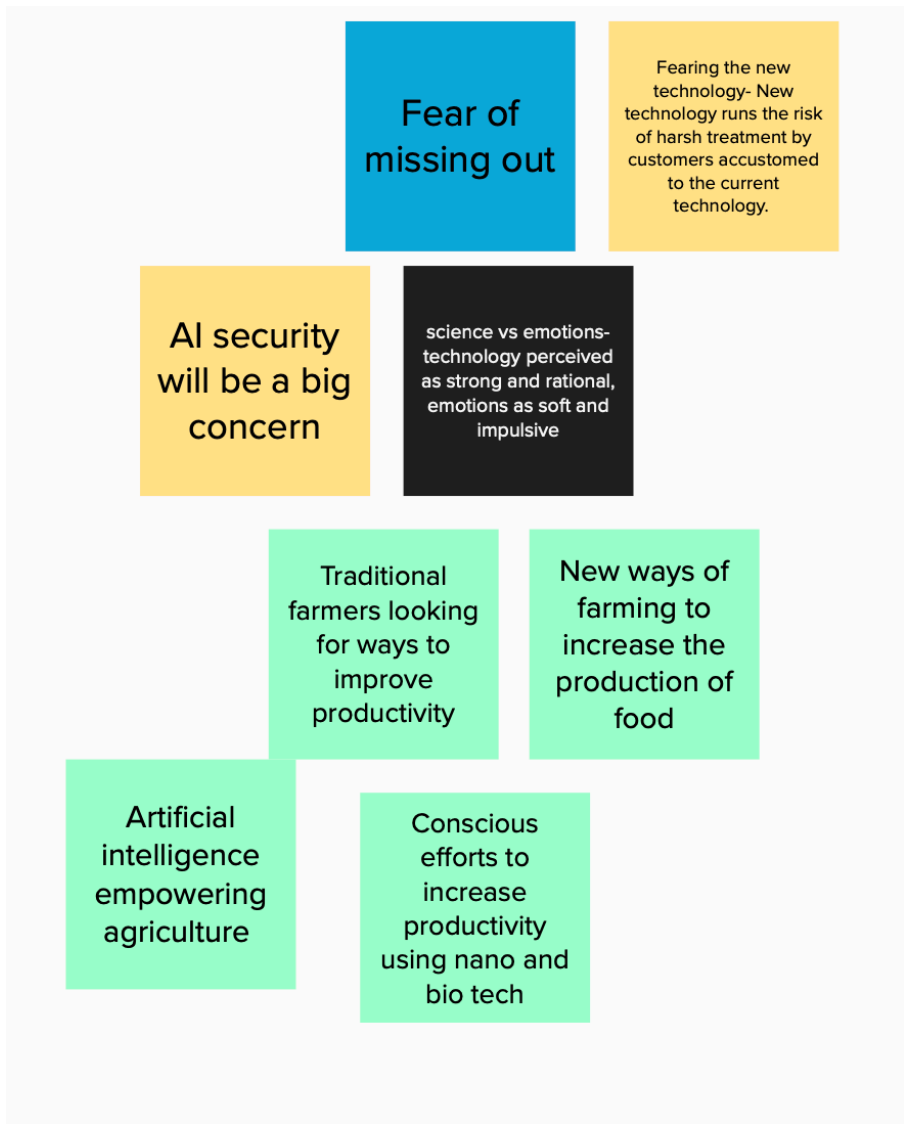 Fear of
missing out
Fearing the new
technology- New
technology runs the risk
of harsh treatment by
customers accustomed
to the current
technology.
AI security
will be a big
concern
science vs emotions-
technology perceived
as strong and rational,
emotions as soft and
impulsive
Traditional
farmers looking
for ways to
improve
productivity
New ways of
farming to
increase the
production of
food
Artificial
intelligence
empowering
agriculture
Conscious
efforts to
increase
productivity
using nano and
bio tech